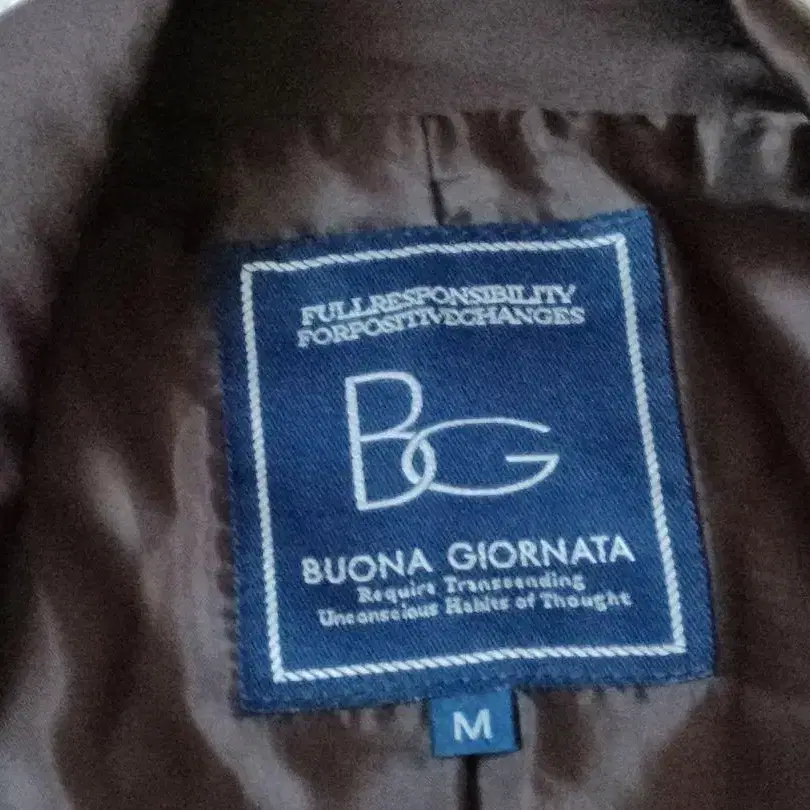 FULLRESPONSIBILITY
FORPOSITIVECHANGES
BG
BUONA GIORNATA
Require Transcending
Unconscious Habits of Thought
M